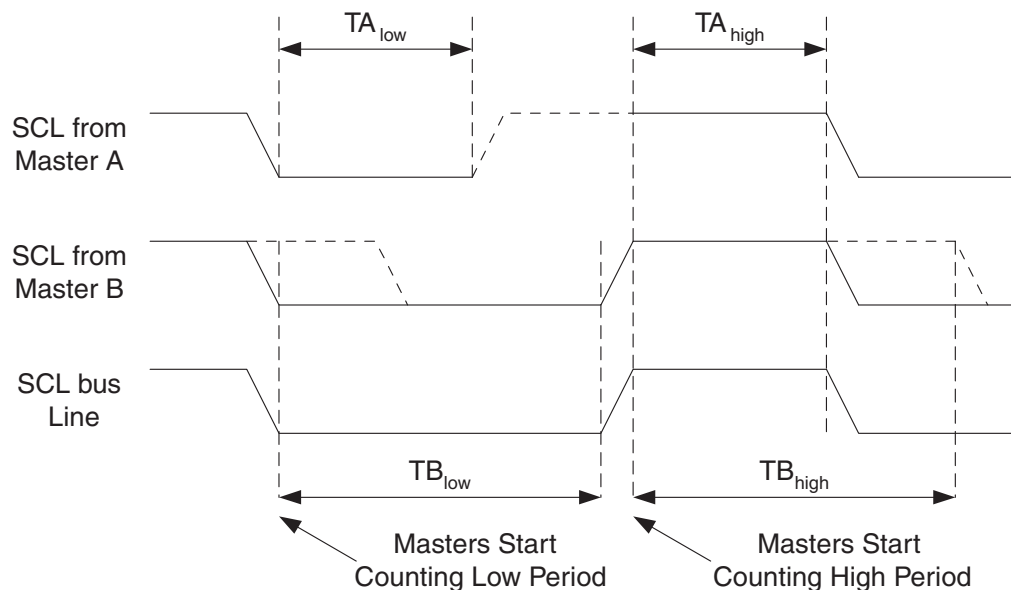 TA low
TA high
SCL from
Master A
SCL from
Master B
SCL bus
Line
TB low
TB high
Masters Start
Counting Low Period
Masters Start
Counting High Period